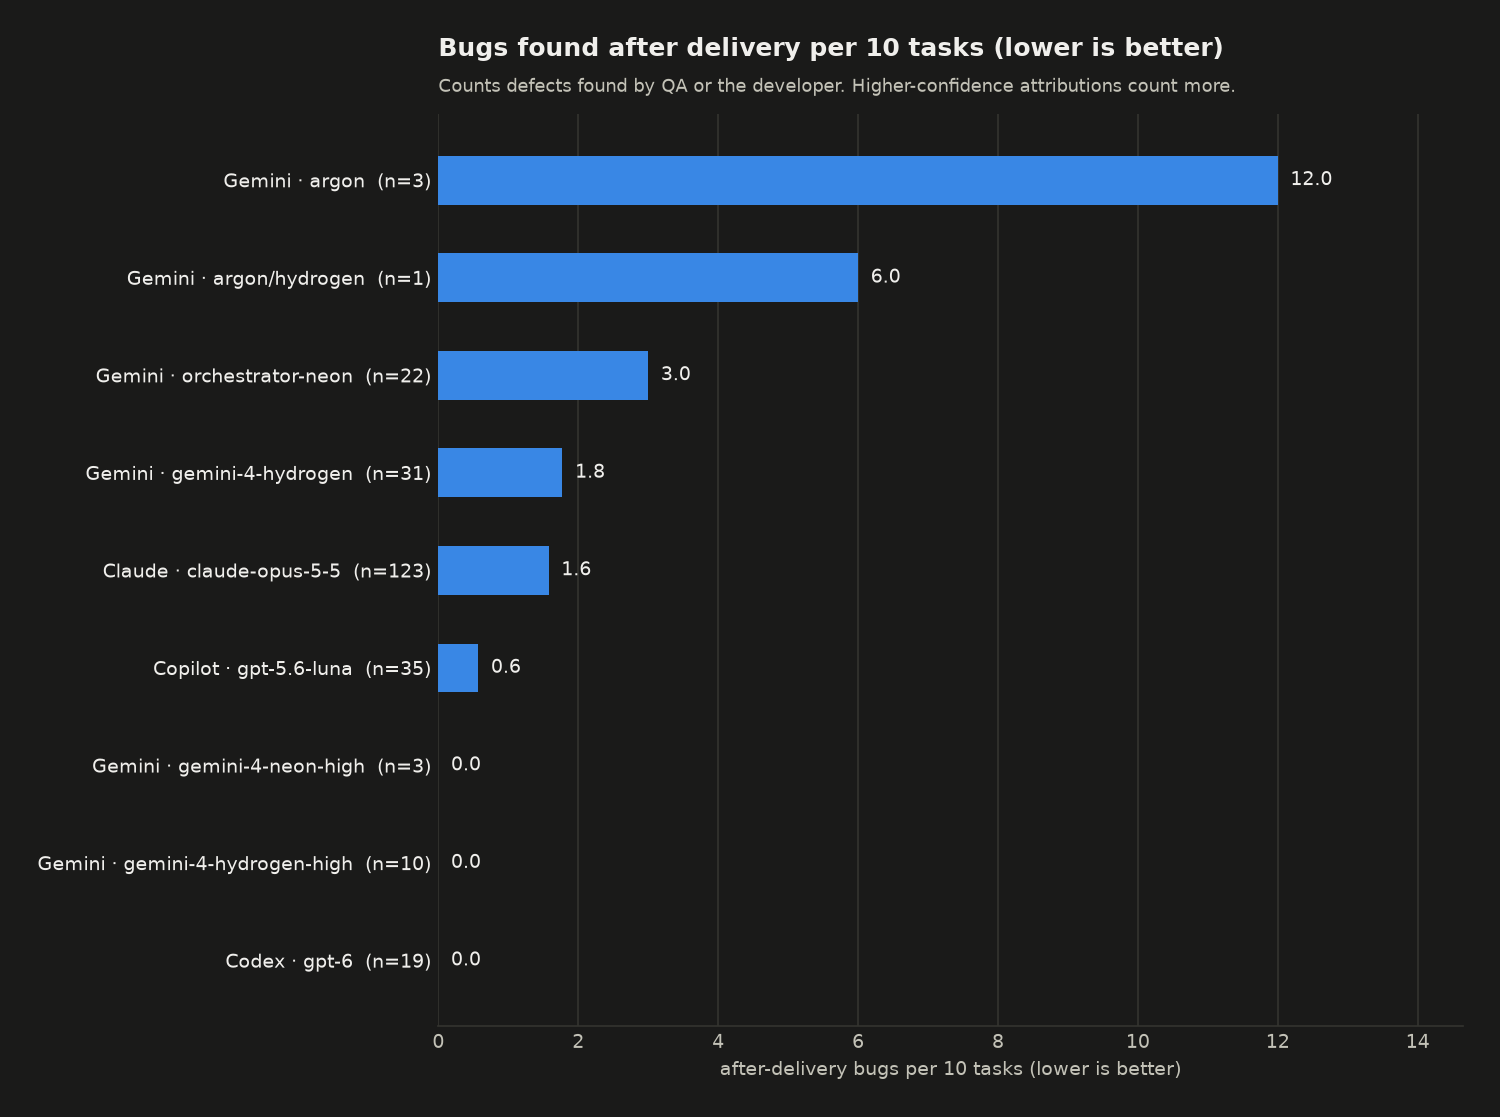 Bugs found after delivery per 10 tasks (lower is better)
Counts defects found by QA or the developer. Higher-confidence attributions count more.
Gemini · argon (n=3) 12.0
Gemini · argon/hydrogen (n=1) 6.0
Gemini · orchestrator-neon (n=22) 3.0
Gemini · gemini-4-hydrogen (n=31) 1.8
Claude · claude-opus-5-5 (n=123) 1.6
Copilot · gpt-5.6-luna (n=35) 0.6
Gemini · gemini-4-neon-high (n=3) 0.0
Gemini · gemini-4-hydrogen-high (n=10) 0.0
Codex · gpt-6 (n=19) 0.0
0 2 4 6 8 10 12 14
after-delivery bugs per 10 tasks (lower is better)